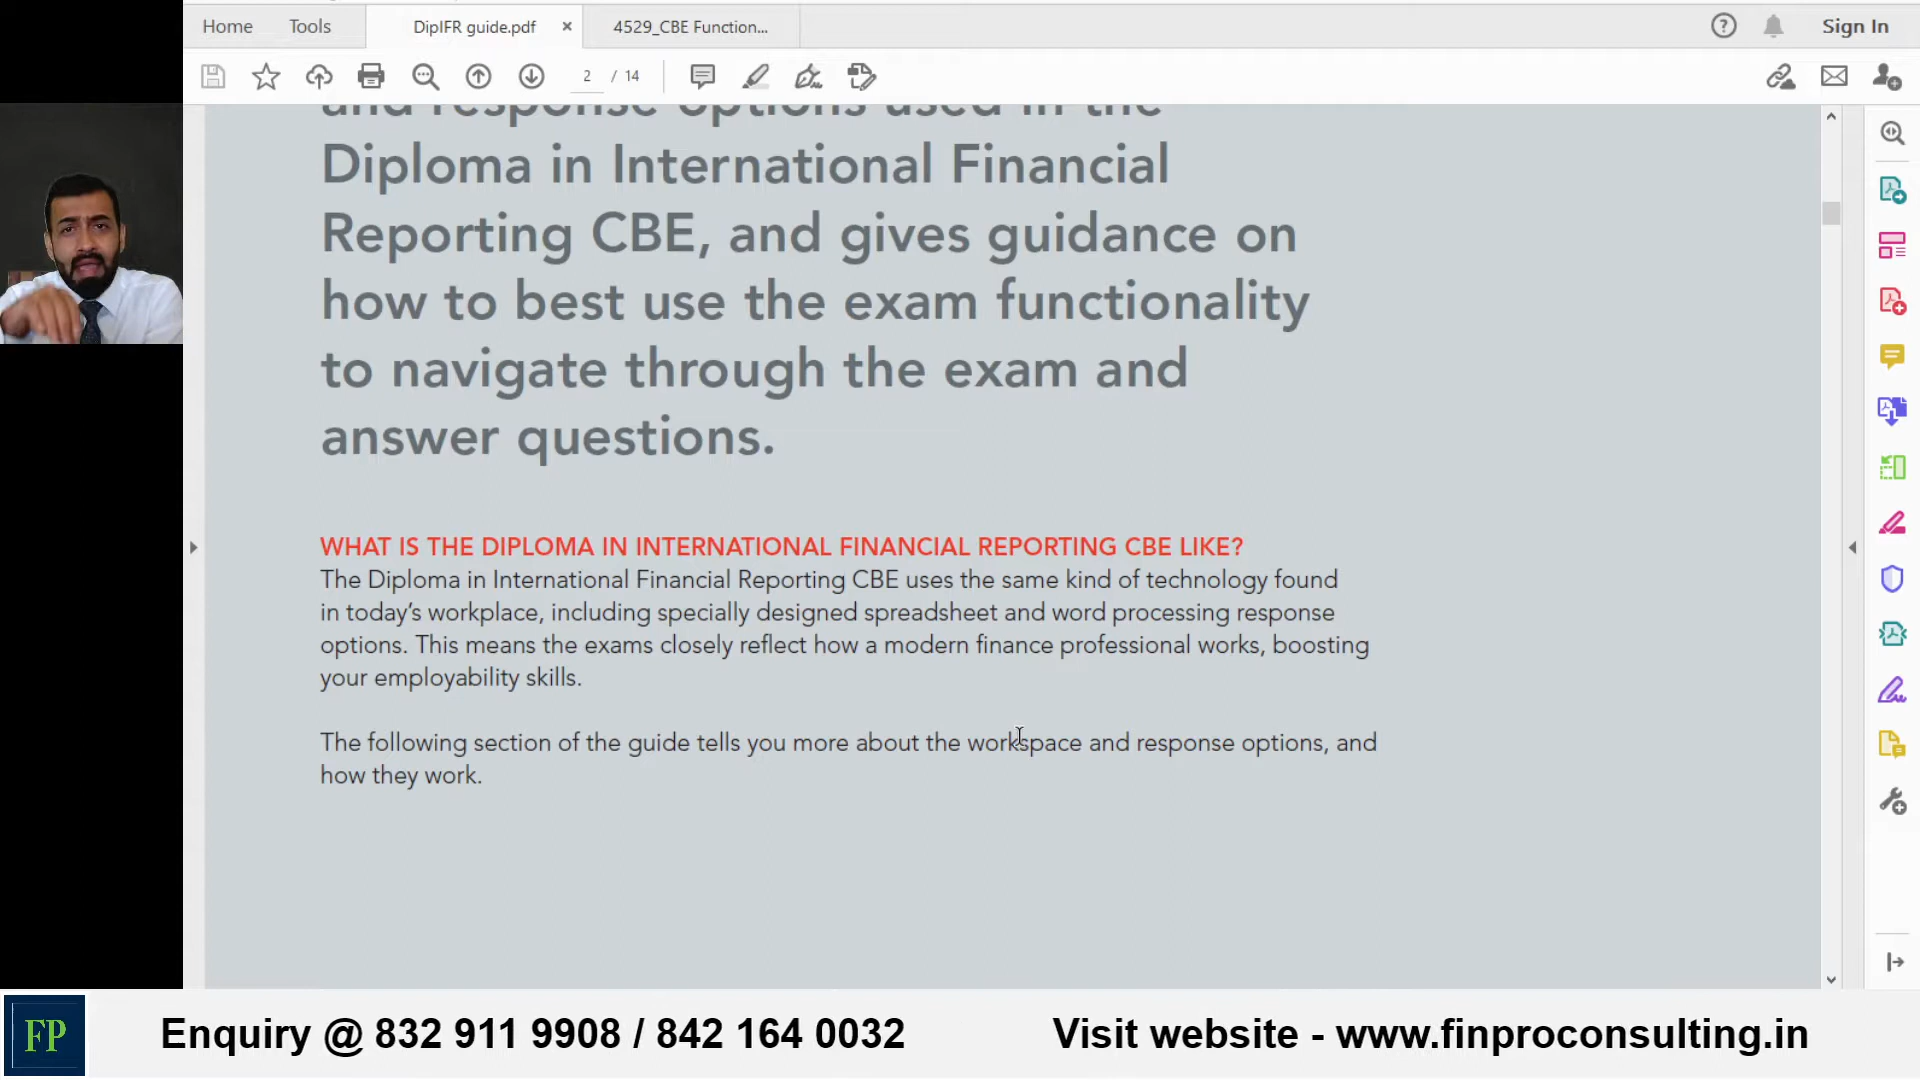 Home
Tools
DipIFR guide.pdf
4529_CBE Function...
Sign In
2 / 14
and response options used in the
Diploma in International Financial
Reporting CBE, and gives guidance on
how to best use the exam functionality
to navigate through the exam and
answer questions.
WHAT IS THE DIPLOMA IN INTERNATIONAL FINANCIAL REPORTING CBE LIKE?
The Diploma in International Financial Reporting CBE uses the same kind of technology found
in today’s workplace, including specially designed spreadsheet and word processing response
options. This means the exams closely reflect how a modern finance professional works, boosting
your employability skills.
The following section of the guide tells you more about the workspace and response options, and
how they work.
FP
Enquiry @ 832 911 9908 / 842 164 0032
Visit website - www.finproconsulting.in